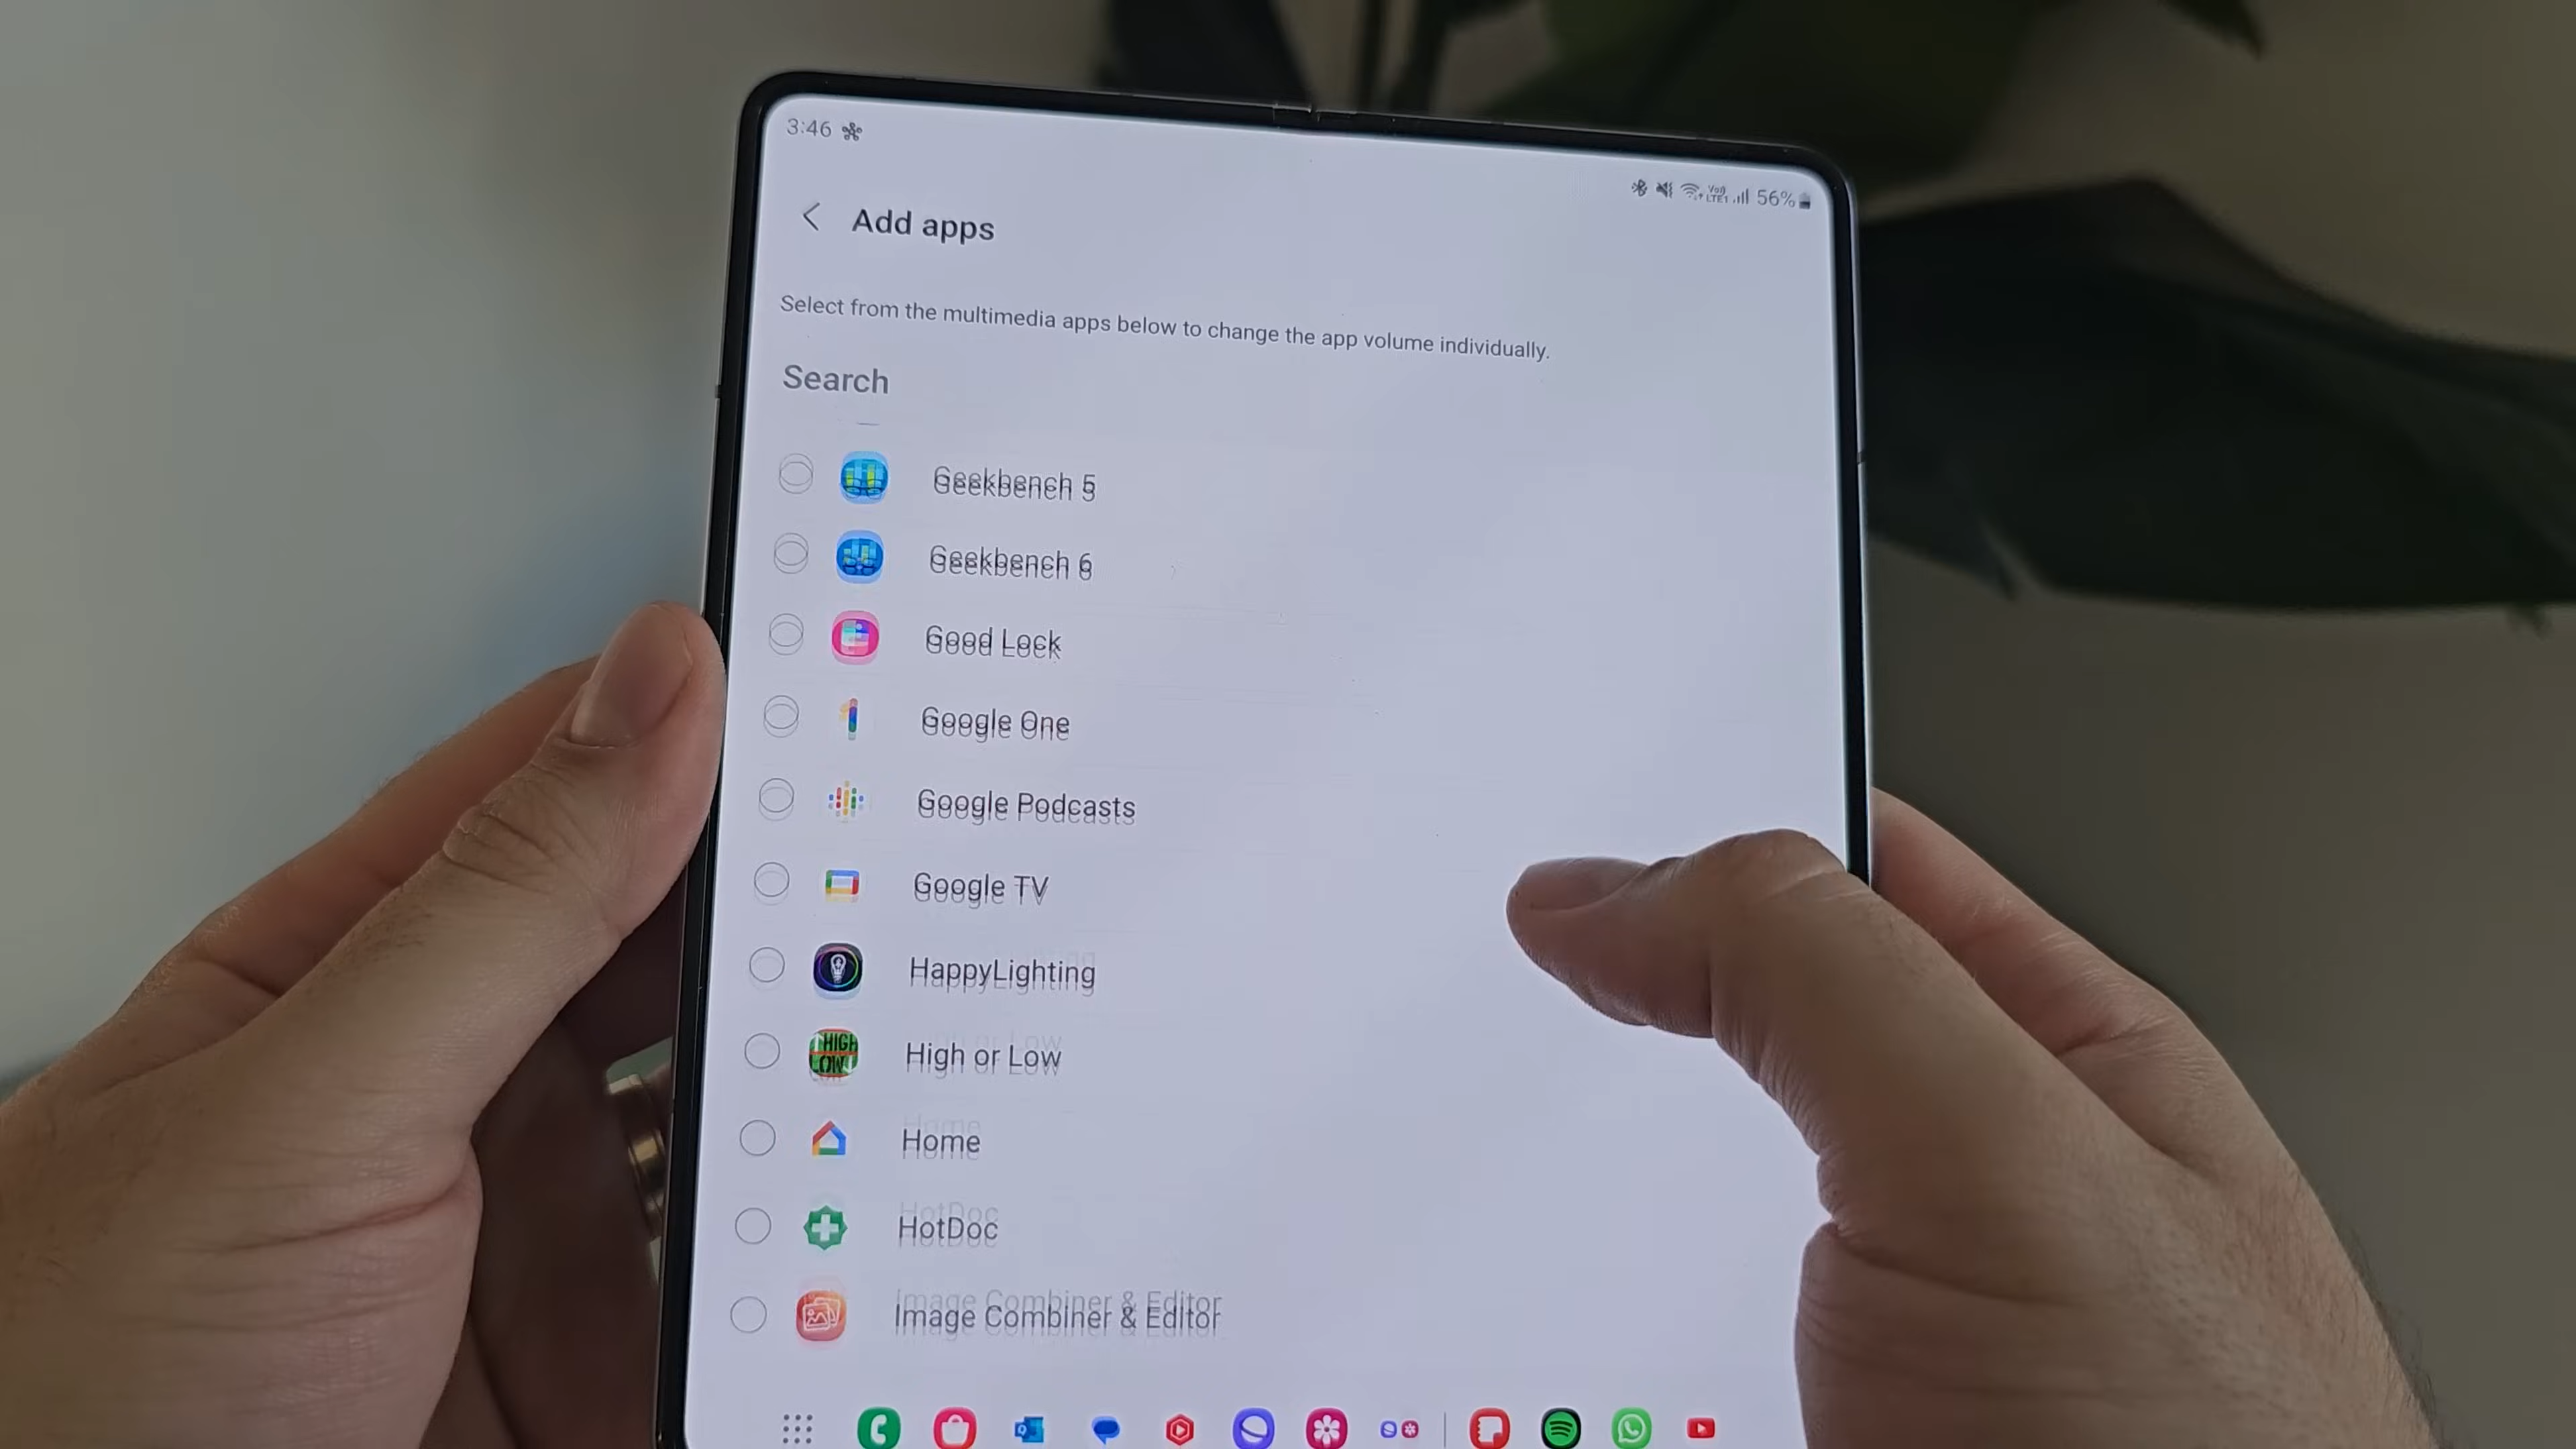 3:46
56%
Add apps
Select from the multimedia apps below to change the app volume individually.
Search
Geekbench 5
Geekbench 6
Good Lock
Google One
Google Podcasts
Google TV
HappyLighting
HIGH
LOW
High or Low
Home
HotDoc
Image Combiner & Editor